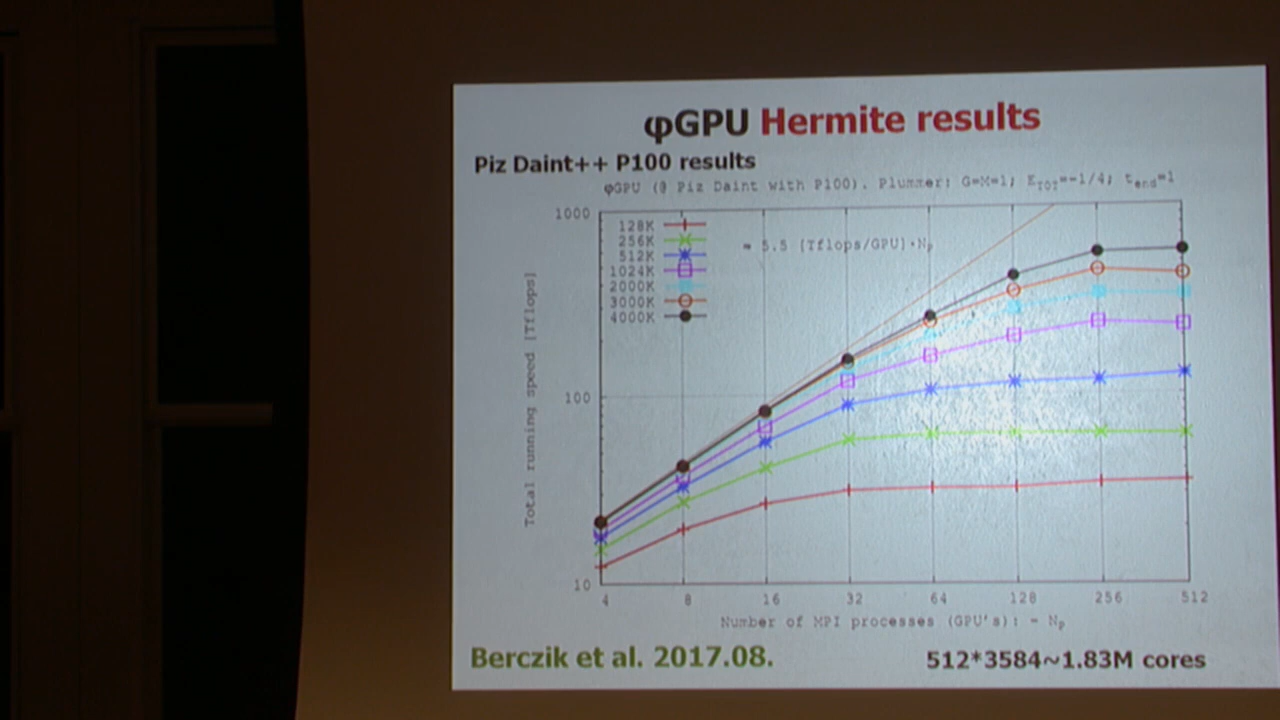 φGPU Hermite results
Piz Daint++ P100 results
φGPU (@ Piz Daint with P100). Plummer: G=M=1; E_TOT=-1/4; t_end=1
1000
128K
256K
512K
1024K
2000K
3000K
4000K
~ 5.5 [Tflops/GPU]·Np
Total running speed [Tflops]
100
10
4 8 16 32 64 128 256 512
Number of MPI processes (GPU's): - Np
Berczik et al. 2017.08.
512*3584~1.83M cores